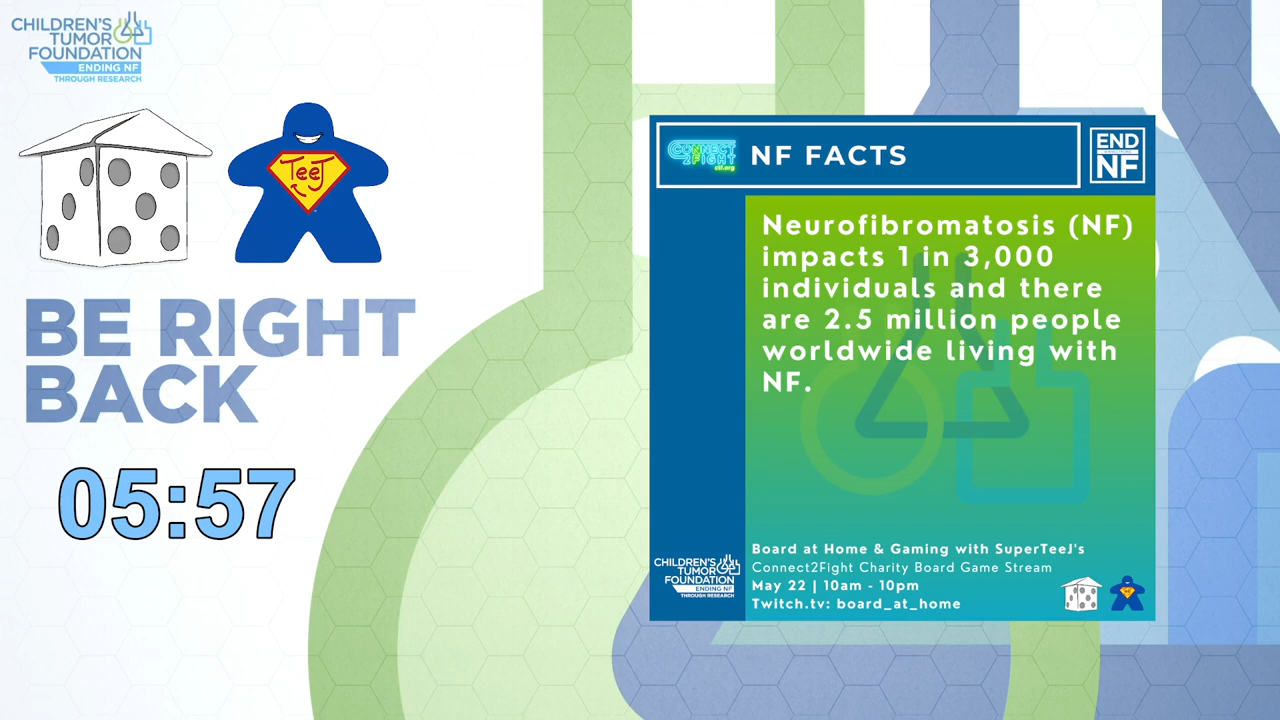 CHILDREN'S
TUMOR
FOUNDATION
ENDING NF
THROUGH RESEARCH
TeeJ
BE RIGHT
BACK
05:57
CONNECT
2FIGHT
c2f.org
NF FACTS
END
NF
Neurofibromatosis (NF)
impacts 1 in 3,000
individuals and there
are 2.5 million people
worldwide living with
NF.
CHILDREN'S
TUMOR
FOUNDATION
ENDING NF
THROUGH RESEARCH
Board at Home & Gaming with SuperTeeJ's
Connect2Fight Charity Board Game Stream
May 22 | 10am - 10pm
Twitch.tv: board_at_home